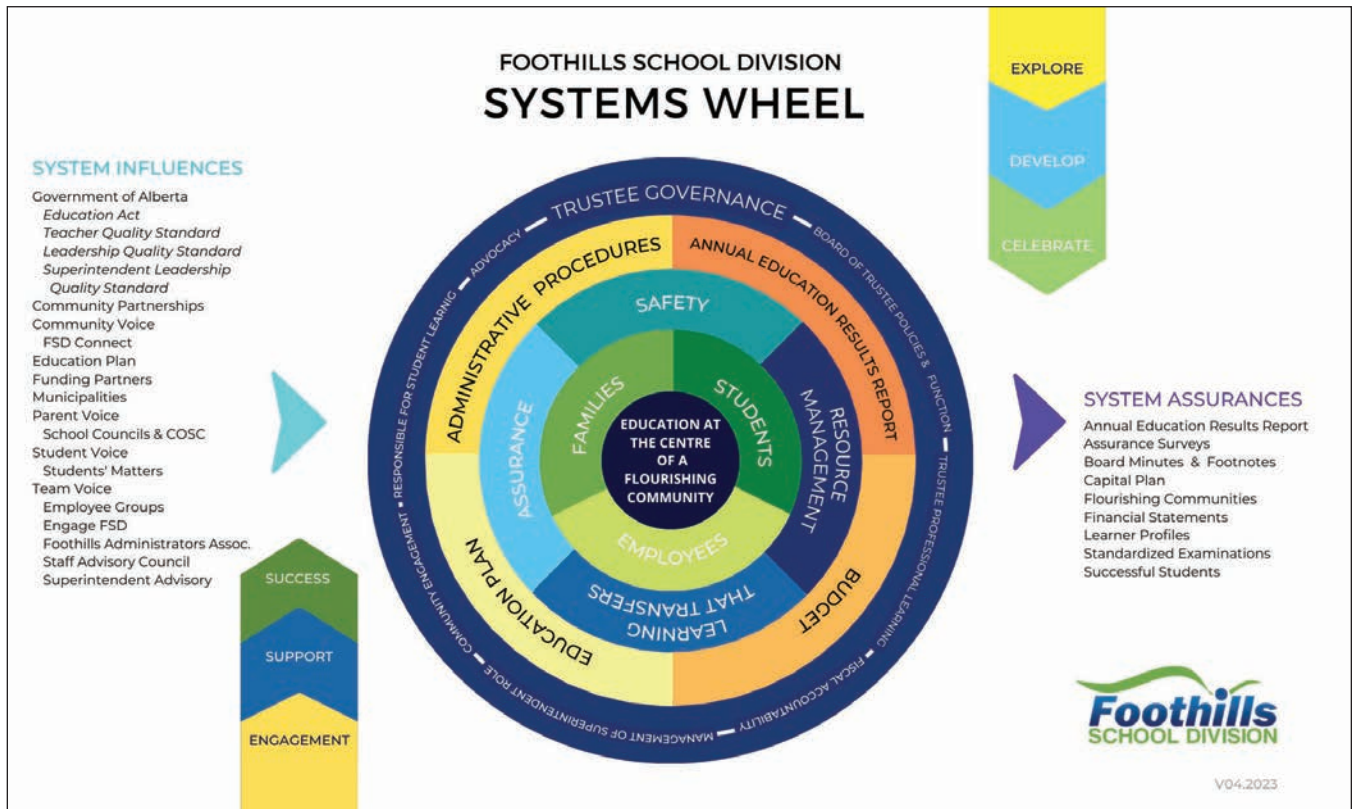 FOOTHILLS SCHOOL DIVISION
SYSTEMS WHEEL
SYSTEM INFLUENCES
Government of Alberta
Education Act
Teacher Quality Standard
Leadership Quality Standard
Superintendent Leadership
Quality Standard
Community Partnerships
Community Voice
FSD Connect
Education Plan
Funding Partners
Municipalities
Parent Voice
School Councils & COSC
Student Voice
Students' Matters
Team Voice
Employee Groups
Engage FSD
Foothills Administrators Assoc.
Staff Advisory Council
Superintendent Advisory
SUCCESS
SUPPORT
ENGAGEMENT
TRUSTEE GOVERNANCE
BOARD OF TRUSTEE POLICIES & FUNCTION
TRUSTEE PROFESSIONAL LEARNING
FISCAL ACCOUNTABILITY
MANAGEMENT OF SUPERINTENDENT ROLE
COMMUNITY ENGAGEMENT
RESPONSIBLE FOR STUDENT LEARNIG
ADVOCACY
ADMINISTRATIVE PROCEDURES
ANNUAL EDUCATION RESULTS REPORT
BUDGET
EDUCATION PLAN
SAFETY
RESOURCE
MANAGEMENT
LEARNING
THAT TRANSFERS
ASSURANCE
FAMILIES
STUDENTS
EMPLOYEES
EDUCATION AT
THE CENTRE
OF A
FLOURISHING
COMMUNITY
EXPLORE
DEVELOP
CELEBRATE
SYSTEM ASSURANCES
Annual Education Results Report
Assurance Surveys
Board Minutes & Footnotes
Capital Plan
Flourishing Communities
Financial Statements
Learner Profiles
Standardized Examinations
Successful Students
Foothills
SCHOOL DIVISION
V04.2023